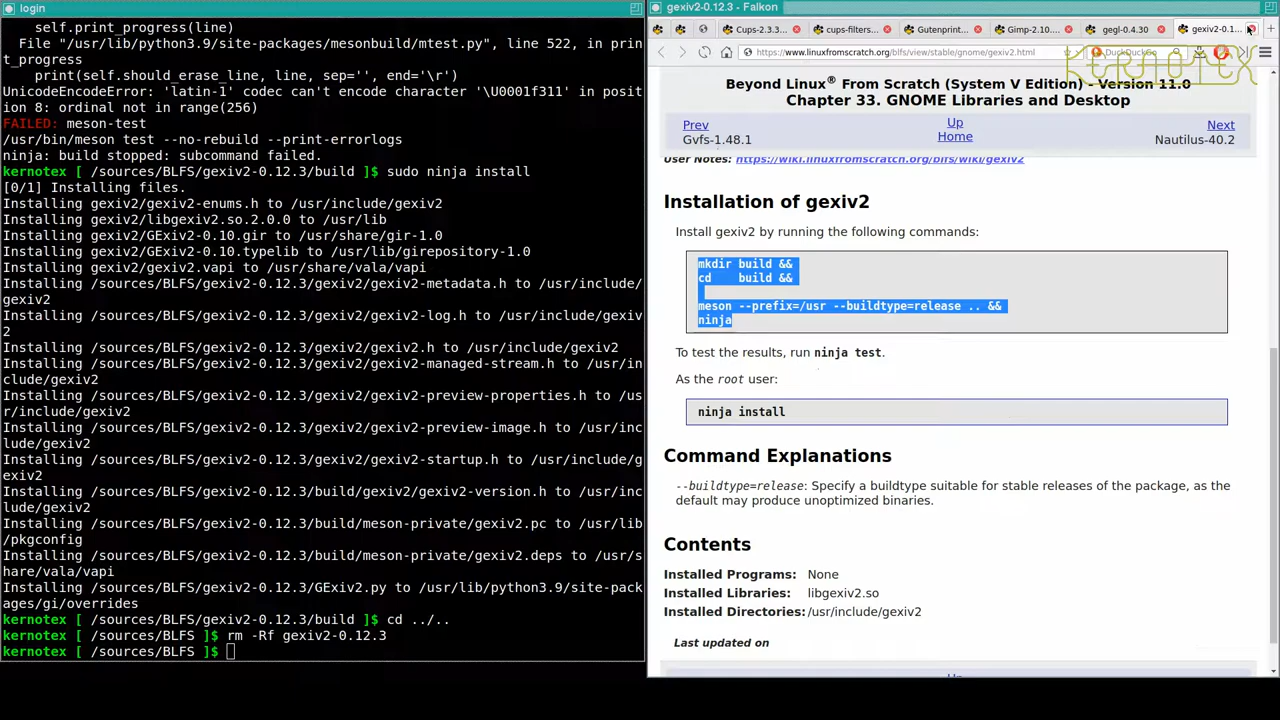 login
self.print_progress(line)
File "/usr/lib/python3.9/site-packages/mesonbuild/mtest.py", line 522, in prin
t_progress
print(self.should_erase_line, line, sep='', end='\r')
UnicodeEncodeError: 'latin-1' codec can't encode character '\U0001f311' in posit
ion 8: ordinal not in range(256)
FAILED: meson-test
/usr/bin/meson test --no-rebuild --print-errorlogs
ninja: build stopped: subcommand failed.
kernotex [ /sources/BLFS/gexiv2-0.12.3/build ]$ sudo ninja install
[0/1] Installing files.
Installing gexiv2/gexiv2-enums.h to /usr/include/gexiv2
Installing gexiv2/libgexiv2.so.2.0.0 to /usr/lib
Installing gexiv2/GExiv2-0.10.gir to /usr/share/gir-1.0
Installing gexiv2/GExiv2-0.10.typelib to /usr/lib/girepository-1.0
Installing gexiv2/gexiv2.vapi to /usr/share/vala/vapi
Installing /sources/BLFS/gexiv2-0.12.3/gexiv2/gexiv2-metadata.h to /usr/include/
gexiv2
Installing /sources/BLFS/gexiv2-0.12.3/gexiv2/gexiv2-log.h to /usr/include/gexiv
2
Installing /sources/BLFS/gexiv2-0.12.3/gexiv2/gexiv2.h to /usr/include/gexiv2
Installing /sources/BLFS/gexiv2-0.12.3/gexiv2/gexiv2-managed-stream.h to /usr/in
clude/gexiv2
Installing /sources/BLFS/gexiv2-0.12.3/gexiv2/gexiv2-preview-properties.h to /us
r/include/gexiv2
Installing /sources/BLFS/gexiv2-0.12.3/gexiv2/gexiv2-preview-image.h to /usr/inc
lude/gexiv2
Installing /sources/BLFS/gexiv2-0.12.3/gexiv2/gexiv2-startup.h to /usr/include/g
exiv2
Installing /sources/BLFS/gexiv2-0.12.3/build/gexiv2/gexiv2-version.h to /usr/inc
lude/gexiv2
Installing /sources/BLFS/gexiv2-0.12.3/build/meson-private/gexiv2.pc to /usr/lib
/pkgconfig
Installing /sources/BLFS/gexiv2-0.12.3/build/meson-private/gexiv2.deps to /usr/s
hare/vala/vapi
Installing /sources/BLFS/gexiv2-0.12.3/GExiv2.py to /usr/lib/python3.9/site-pack
ages/gi/overrides
kernotex [ /sources/BLFS/gexiv2-0.12.3/build ]$ cd ../..
kernotex [ /sources/BLFS ]$ rm -Rf gexiv2-0.12.3
kernotex [ /sources/BLFS ]$
gexiv2-0.12.3 - Falkon
Cups-2.3.3... cups-filters... Gutenprint... Gimp-2.10.... gegl-0.4.30 gexiv2-0.1...
https://www.linuxfromscratch.org/blfs/view/stable/gnome/gexiv2.html DuckDuckGo
KERNOTEX
Beyond Linux® From Scratch (System V Edition) - Version 11.0
Chapter 33. GNOME Libraries and Desktop
Prev Up Next
Gvfs-1.48.1 Home Nautilus-40.2
User Notes: https://wiki.linuxfromscratch.org/blfs/wiki/gexiv2
Installation of gexiv2
Install gexiv2 by running the following commands:
mkdir build &&
cd    build &&
meson --prefix=/usr --buildtype=release .. &&
ninja
To test the results, run ninja test.
As the root user:
ninja install
Command Explanations
--buildtype=release: Specify a buildtype suitable for stable releases of the package, as the
default may produce unoptimized binaries.
Contents
Installed Programs: None
Installed Libraries: libgexiv2.so
Installed Directories: /usr/include/gexiv2
Last updated on
Up